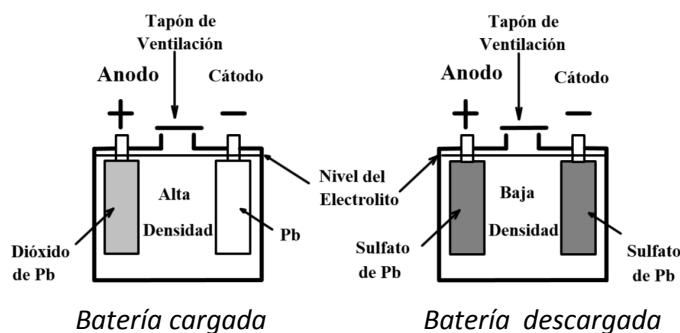 Tapón de
Ventilación
Anodo
Cátodo
+
−
Alta
Densidad
Dióxido
de Pb
Pb
Nivel del
Electrolito
Batería cargada
Tapón de
Ventilación
Anodo
Cátodo
+
−
Baja
Densidad
Sulfato
de Pb
Sulfato
de Pb
Batería descargada